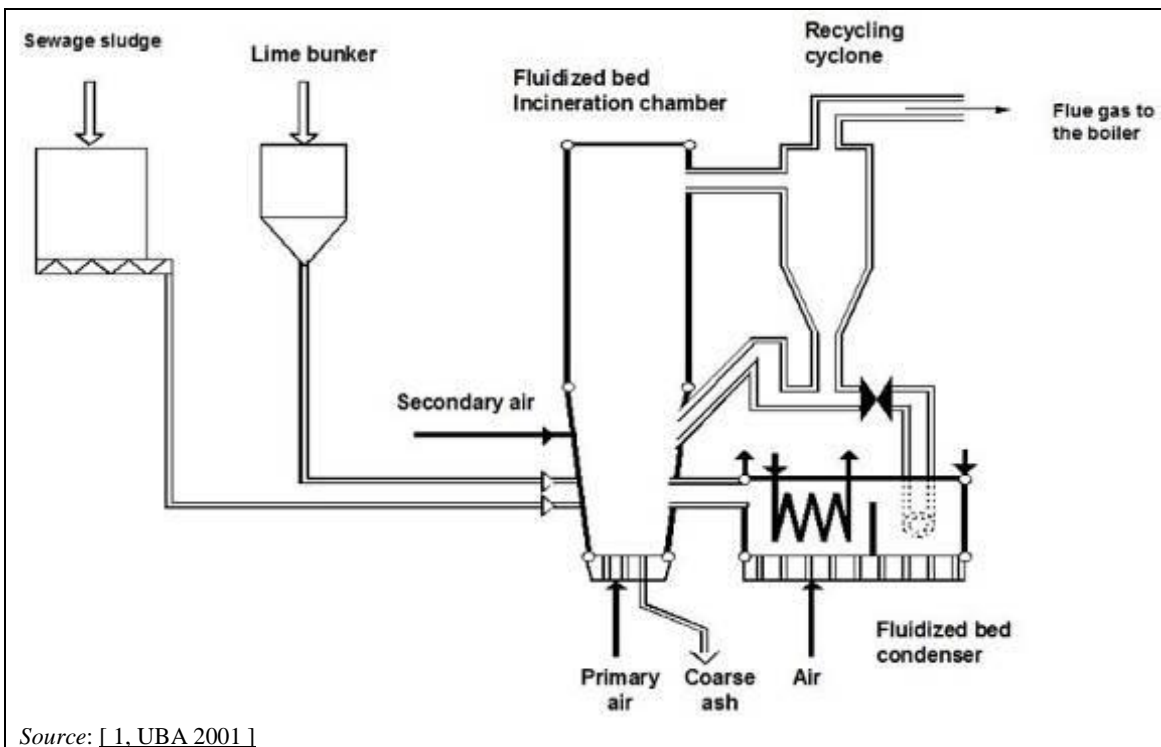 Sewage sludge
Lime bunker
Fluidized bed
Incineration chamber
Recycling
cyclone
Flue gas to
the boiler
Secondary air
Primary
air
Coarse
ash
Air
Fluidized bed
condenser
Source: [ 1, UBA 2001 ]